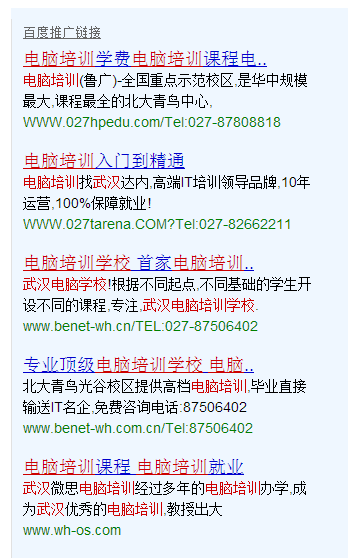 百度推广链接
电脑培训学费电脑培训课程电..
电脑培训(鲁广)-全国重点示范校区,是华中规模
最大,课程最全的北大青鸟中心,
WWW.027hpedu.com/Tel:027-87808818
电脑培训入门到精通
电脑培训找武汉达内,高端IT培训领导品牌,10年
运营,100%保障就业!
WWW.027tarena.COM?Tel:027-82662211
电脑培训学校 首家电脑培训..
武汉电脑学校!根据不同起点,不同基础的学生开
设不同的课程,专注,武汉电脑培训学校.
www.benet-wh.cn/TEL:027-87506402
专业顶级电脑培训学校 电脑..
北大青鸟光谷校区提供高档电脑培训,毕业直接
输送IT名企,免费咨询电话:87506402
www.benet-wh.com.cn/Tel:87506402
电脑培训课程 电脑培训就业
武汉微思电脑培训经过多年的电脑培训办学,成
为武汉优秀的电脑培训,教授出大
www.wh-os.com